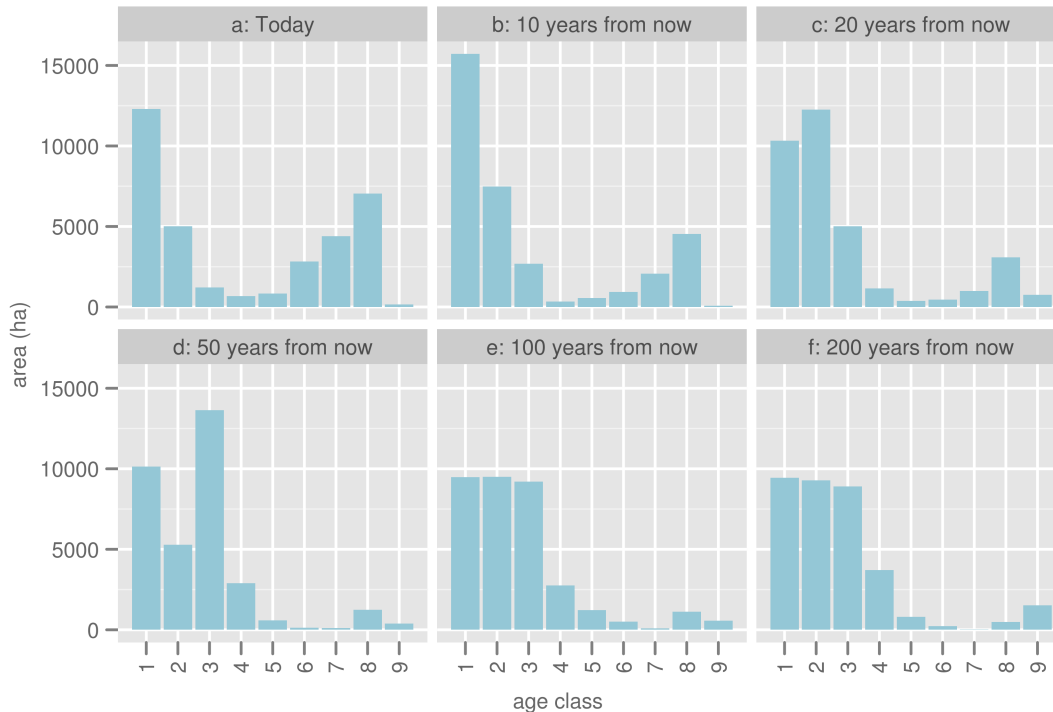 a: Today
b: 10 years from now
c: 20 years from now
15000
10000
5000
0
d: 50 years from now
e: 100 years from now
f: 200 years from now
15000
10000
5000
0
area (ha)
1 2 3 4 5 6 7 8 9
1 2 3 4 5 6 7 8 9
1 2 3 4 5 6 7 8 9
age class